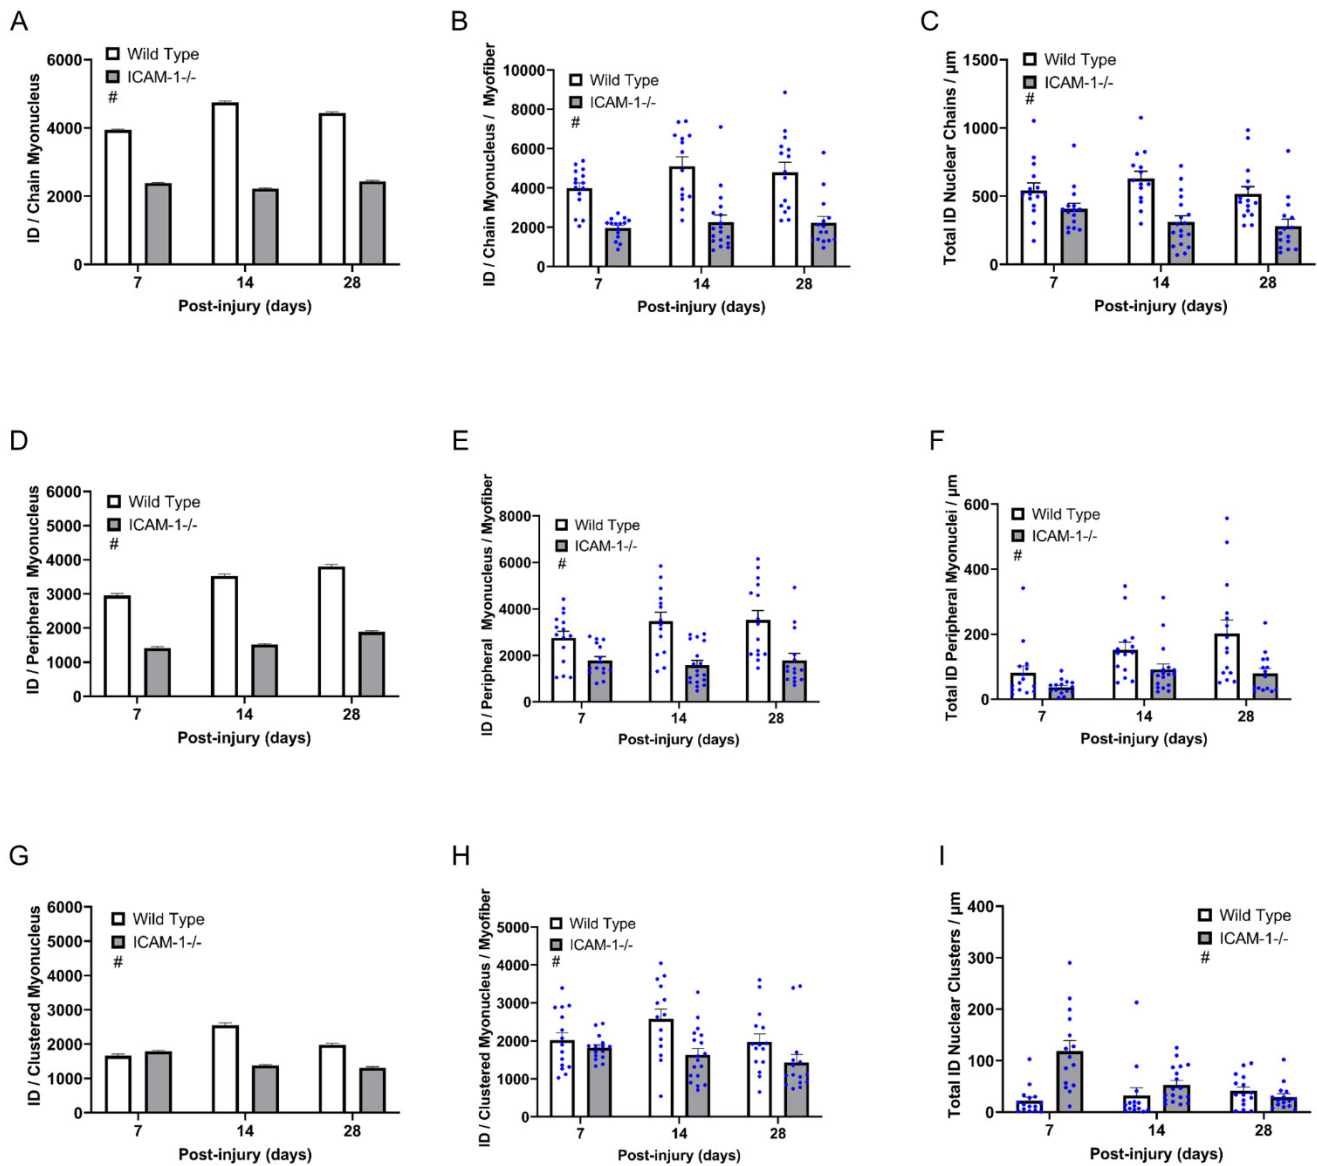 A
ID / Chain Myonucleus
6000
4000
2000
0
Wild Type
ICAM-1-/-
#
7 14 28
Post-injury (days)
B
ID / Chain Myonucleus / Myofiber
10000
8000
6000
4000
2000
0
Wild Type
ICAM-1-/-
#
7 14 28
Post-injury (days)
C
Total ID Nuclear Chains / µm
1500
1000
500
0
Wild Type
ICAM-1-/-
#
7 14 28
Post-injury (days)
D
ID / Peripheral Myonucleus
6000
5000
4000
3000
2000
1000
0
Wild Type
ICAM-1-/-
#
7 14 28
Post-injury (days)
E
ID / Peripheral Myonucleus / Myofiber
8000
6000
4000
2000
0
Wild Type
ICAM-1-/-
#
7 14 28
Post-injury (days)
F
Total ID Peripheral Myonuclei / µm
600
400
200
0
Wild Type
ICAM-1-/-
#
7 14 28
Post-injury (days)
G
ID / Clustered Myonucleus
6000
5000
4000
3000
2000
1000
0
Wild Type
ICAM-1-/-
#
7 14 28
Post-injury (days)
H
ID / Clustered Myonucleus / Myofiber
5000
4000
3000
2000
1000
0
Wild Type
ICAM-1-/-
#
7 14 28
Post-injury (days)
I
Total ID Nuclear Clusters / µm
400
300
200
100
0
Wild Type
ICAM-1-/-
#
7 14 28
Post-injury (days)